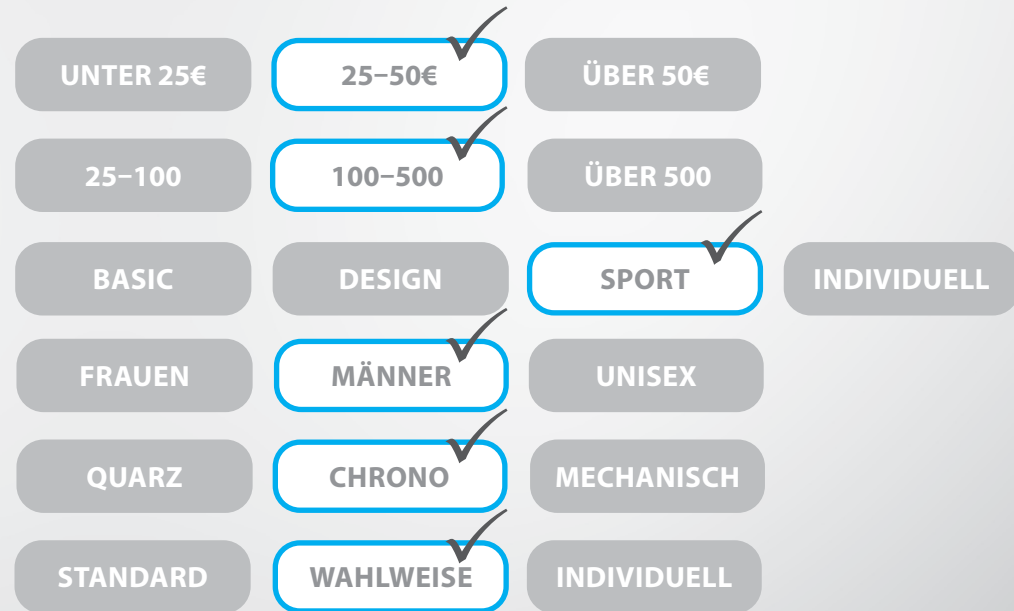 UNTER 25€ 25–50€ ÜBER 50€
25–100 100–500 ÜBER 500
BASIC DESIGN SPORT INDIVIDUELL
FRAUEN MÄNNER UNISEX
QUARZ CHRONO MECHANISCH
STANDARD WAHLWEISE INDIVIDUELL